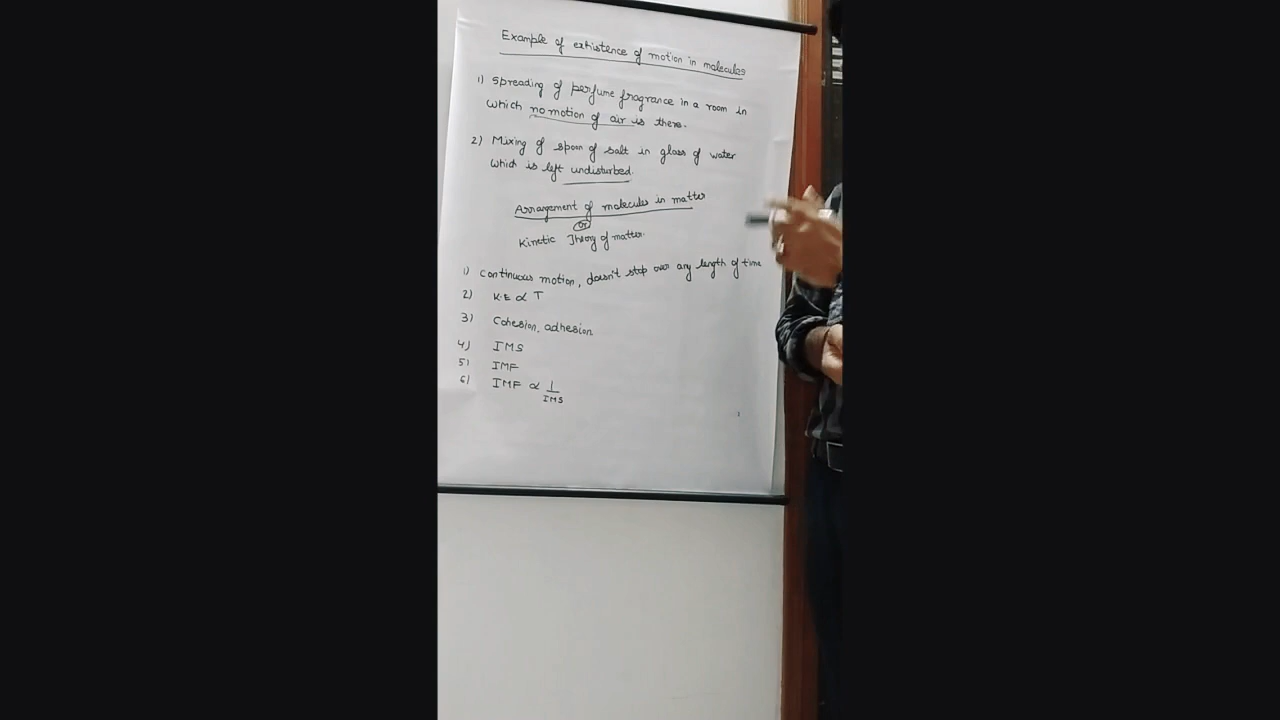 Example of exhistence of motion in molecules
1) Spreading of perfume fragrance in a room in
which no motion of air is there.
2) Mixing of spoon of salt in glass of water
which is left undisturbed.
Arrangement of molecules in matter
or
Kinetic Theory of matter.
1) Continuous motion, doesn't stop over any length of time
2) K.E ∝ T
3) Cohesion, adhesion
4) IMS
5) IMF
6) IMF ∝ 1/IMS